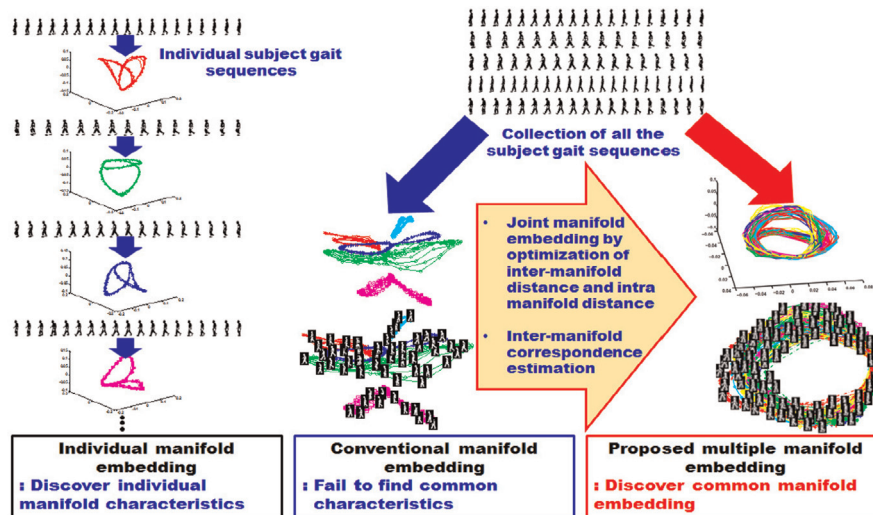 Individual subject gait
sequences
Collection of all the
subject gait sequences
• Joint manifold
embedding by
optimization of
inter-manifold
distance and intra
manifold distance
• Inter-manifold
correspondence
estimation
Individual manifold
embedding
: Discover individual
manifold characteristics
Conventional manifold
embedding
: Fail to find common
characteristics
Proposed multiple manifold
embedding
: Discover common manifold
embedding